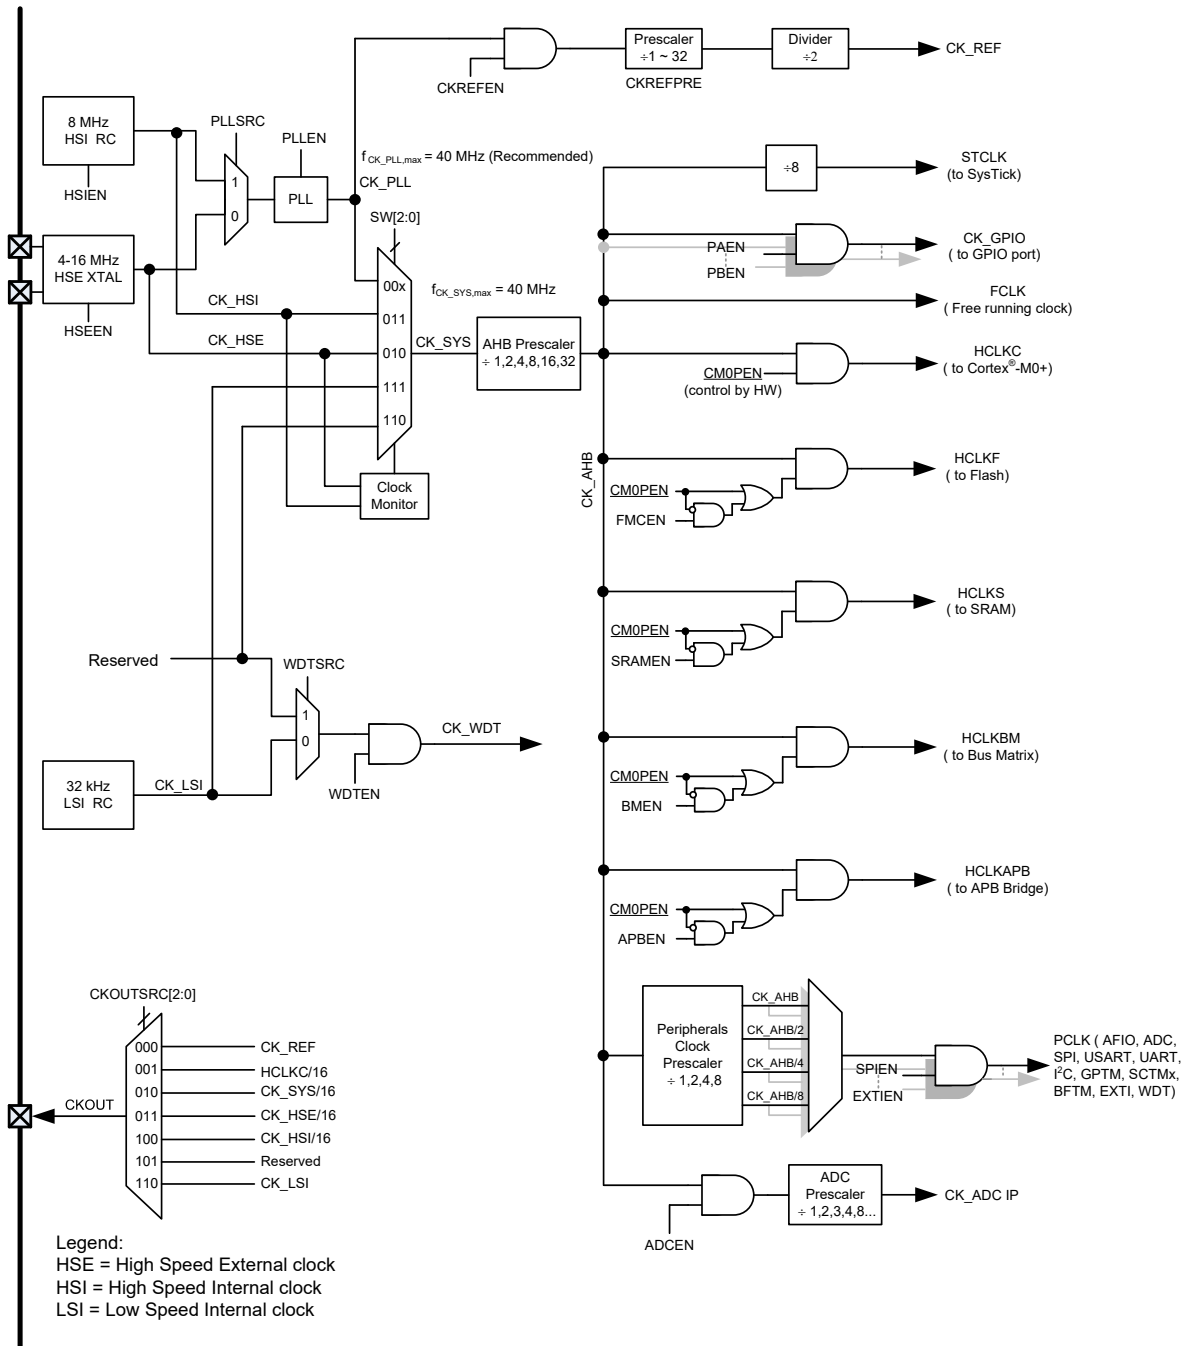 Prescaler
÷1 ~ 32
CKREFPRE
Divider
÷2
CK_REF
CKREFEN
8 MHz
HSI RC
HSIEN
PLLSRC
1
0
PLLEN
PLL
f CK_PLL,max = 40 MHz (Recommended)
CK_PLL
÷8
STCLK
(to SysTick)
SW[2:0]
4-16 MHz
HSE XTAL
HSEEN
PAEN
PBEN
CK_GPIO
( to GPIO port)
00x
011
010
111
110
fCK_SYS,max = 40 MHz
CK_HSI
CK_HSE
CK_SYS
AHB Prescaler
÷ 1,2,4,8,16,32
FCLK
( Free running clock)
HCLKC
( to Cortex®-M0+)
CM0PEN
(control by HW)
Clock
Monitor
CK_AHB
CM0PEN
FMCEN
HCLKF
( to Flash)
CM0PEN
SRAMEN
HCLKS
( to SRAM)
Reserved
WDTSRC
1
0
CK_WDT
WDTEN
32 kHz
LSI RC
CK_LSI
CM0PEN
BMEN
HCLKBM
( to Bus Matrix)
CM0PEN
APBEN
HCLKAPB
( to APB Bridge)
CKOUTSRC[2:0]
000
CK_REF
001
HCLKC/16
010
CK_SYS/16
011
CK_HSE/16
100
CK_HSI/16
101
Reserved
110
CK_LSI
CKOUT
Peripherals
Clock
Prescaler
÷ 1,2,4,8
CK_AHB
CK_AHB/2
CK_AHB/4
CK_AHB/8
SPIEN
EXTIEN
PCLK ( AFIO, ADC,
SPI, USART, UART,
I²C, GPTM, SCTMx,
BFTM, EXTI, WDT)
ADCEN
ADC
Prescaler
÷ 1,2,3,4,8...
CK_ADC IP
Legend:
HSE = High Speed External clock
HSI = High Speed Internal clock
LSI = Low Speed Internal clock